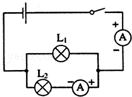 +
A
-
L₁
L₂
- A +